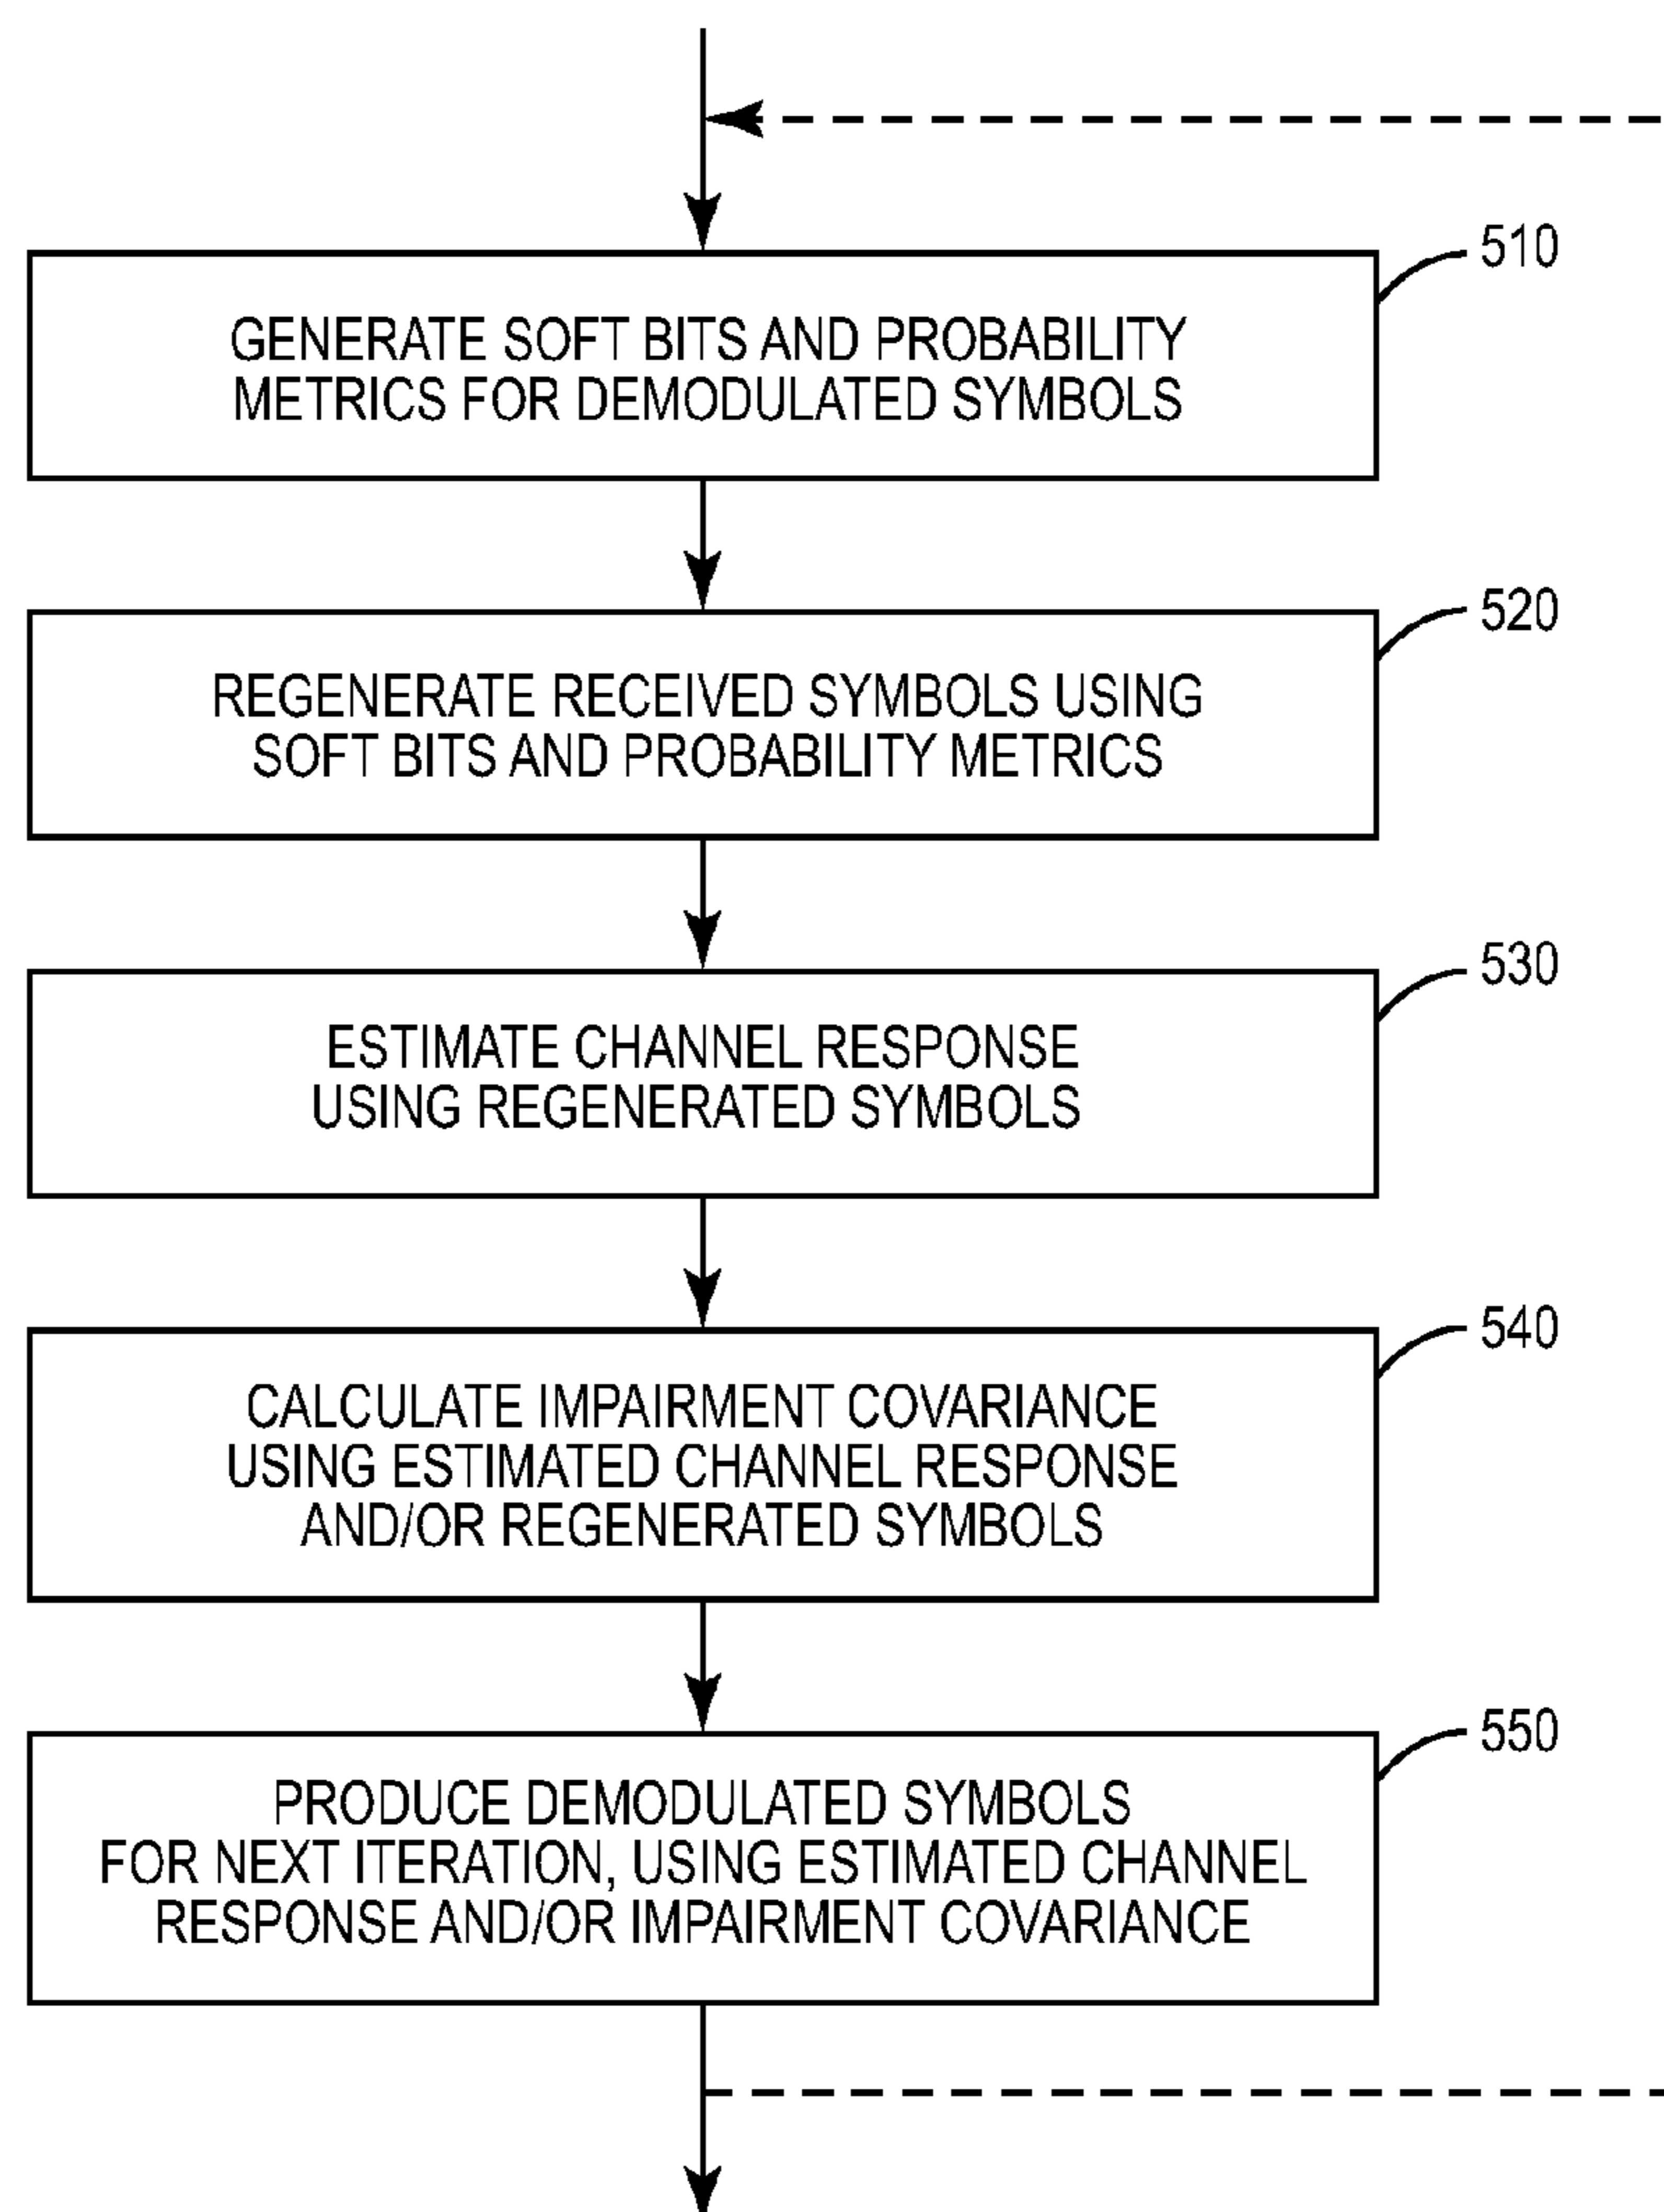 510
GENERATE SOFT BITS AND PROBABILITY
METRICS FOR DEMODULATED SYMBOLS
520
REGENERATE RECEIVED SYMBOLS USING
SOFT BITS AND PROBABILITY METRICS
530
ESTIMATE CHANNEL RESPONSE
USING REGENERATED SYMBOLS
540
CALCULATE IMPAIRMENT COVARIANCE
USING ESTIMATED CHANNEL RESPONSE
AND/OR REGENERATED SYMBOLS
550
PRODUCE DEMODULATED SYMBOLS
FOR NEXT ITERATION, USING ESTIMATED CHANNEL
RESPONSE AND/OR IMPAIRMENT COVARIANCE